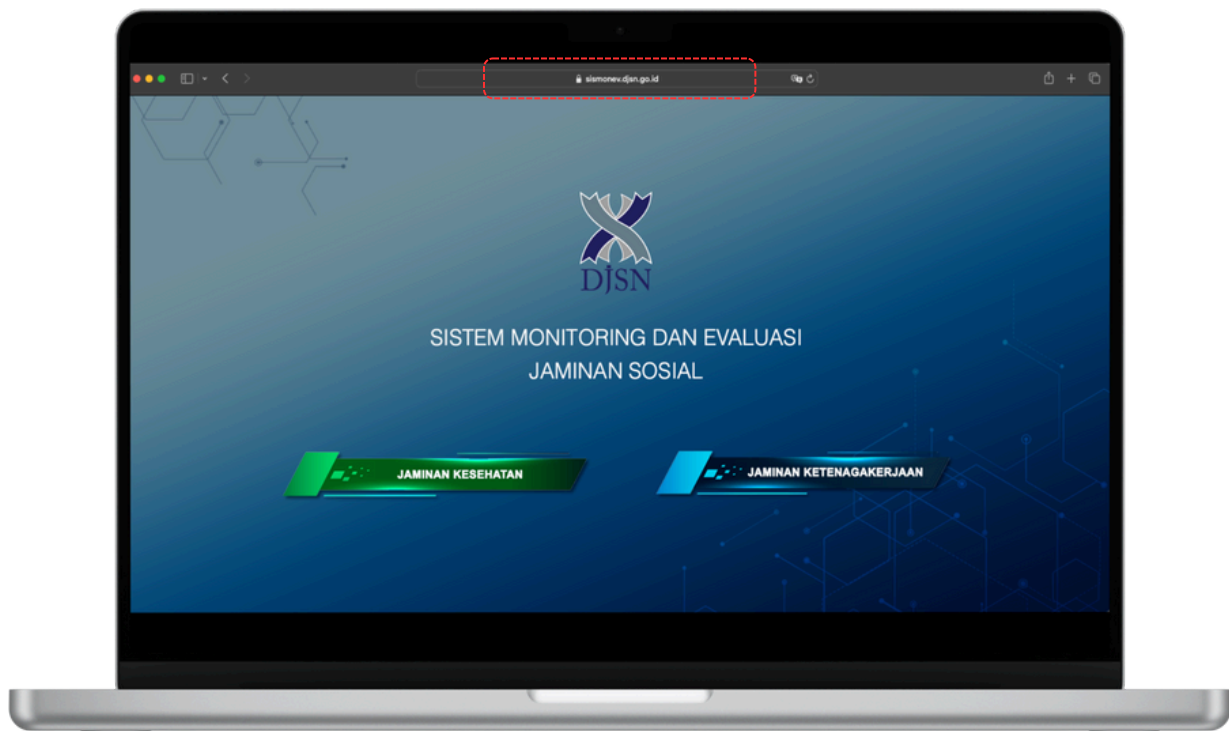 sismonev.djsn.go.id
DJSN
SISTEM MONITORING DAN EVALUASI
JAMINAN SOSIAL
JAMINAN KESEHATAN
JAMINAN KETENAGAKERJAAN